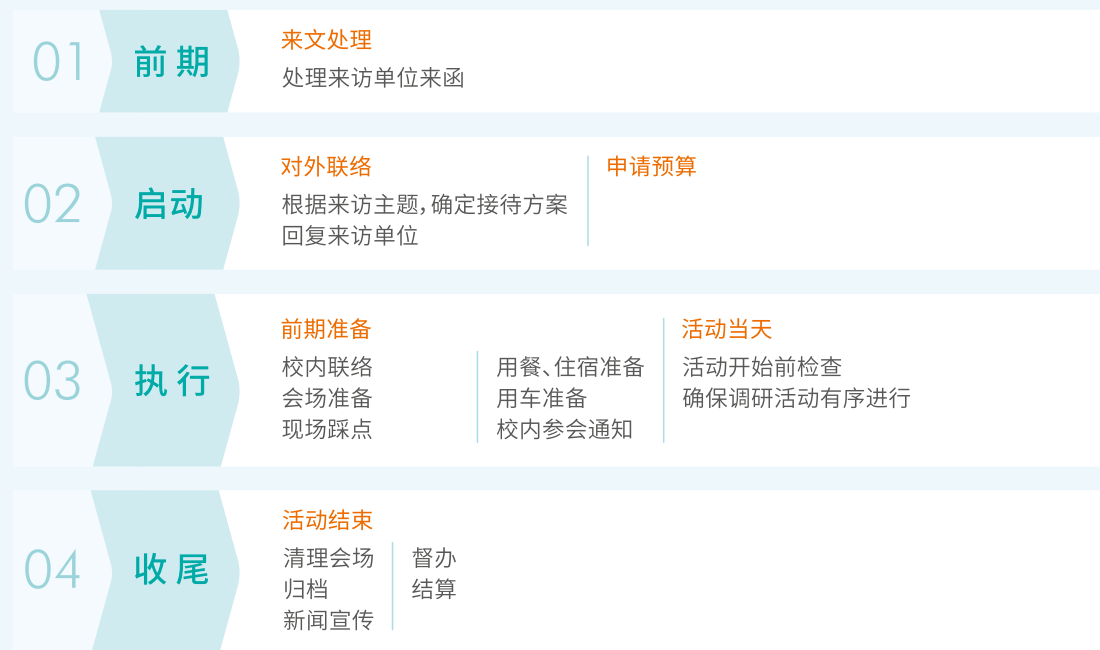 01
前期
来文处理
处理来访单位来函
02
启动
对外联络
根据来访主题,确定接待方案
回复来访单位
申请预算
03
执行
前期准备
校内联络
会场准备
现场踩点
用餐、住宿准备
用车准备
校内参会通知
活动当天
活动开始前检查
确保调研活动有序进行
04
收尾
活动结束
清理会场
归档
新闻宣传
督办
结算